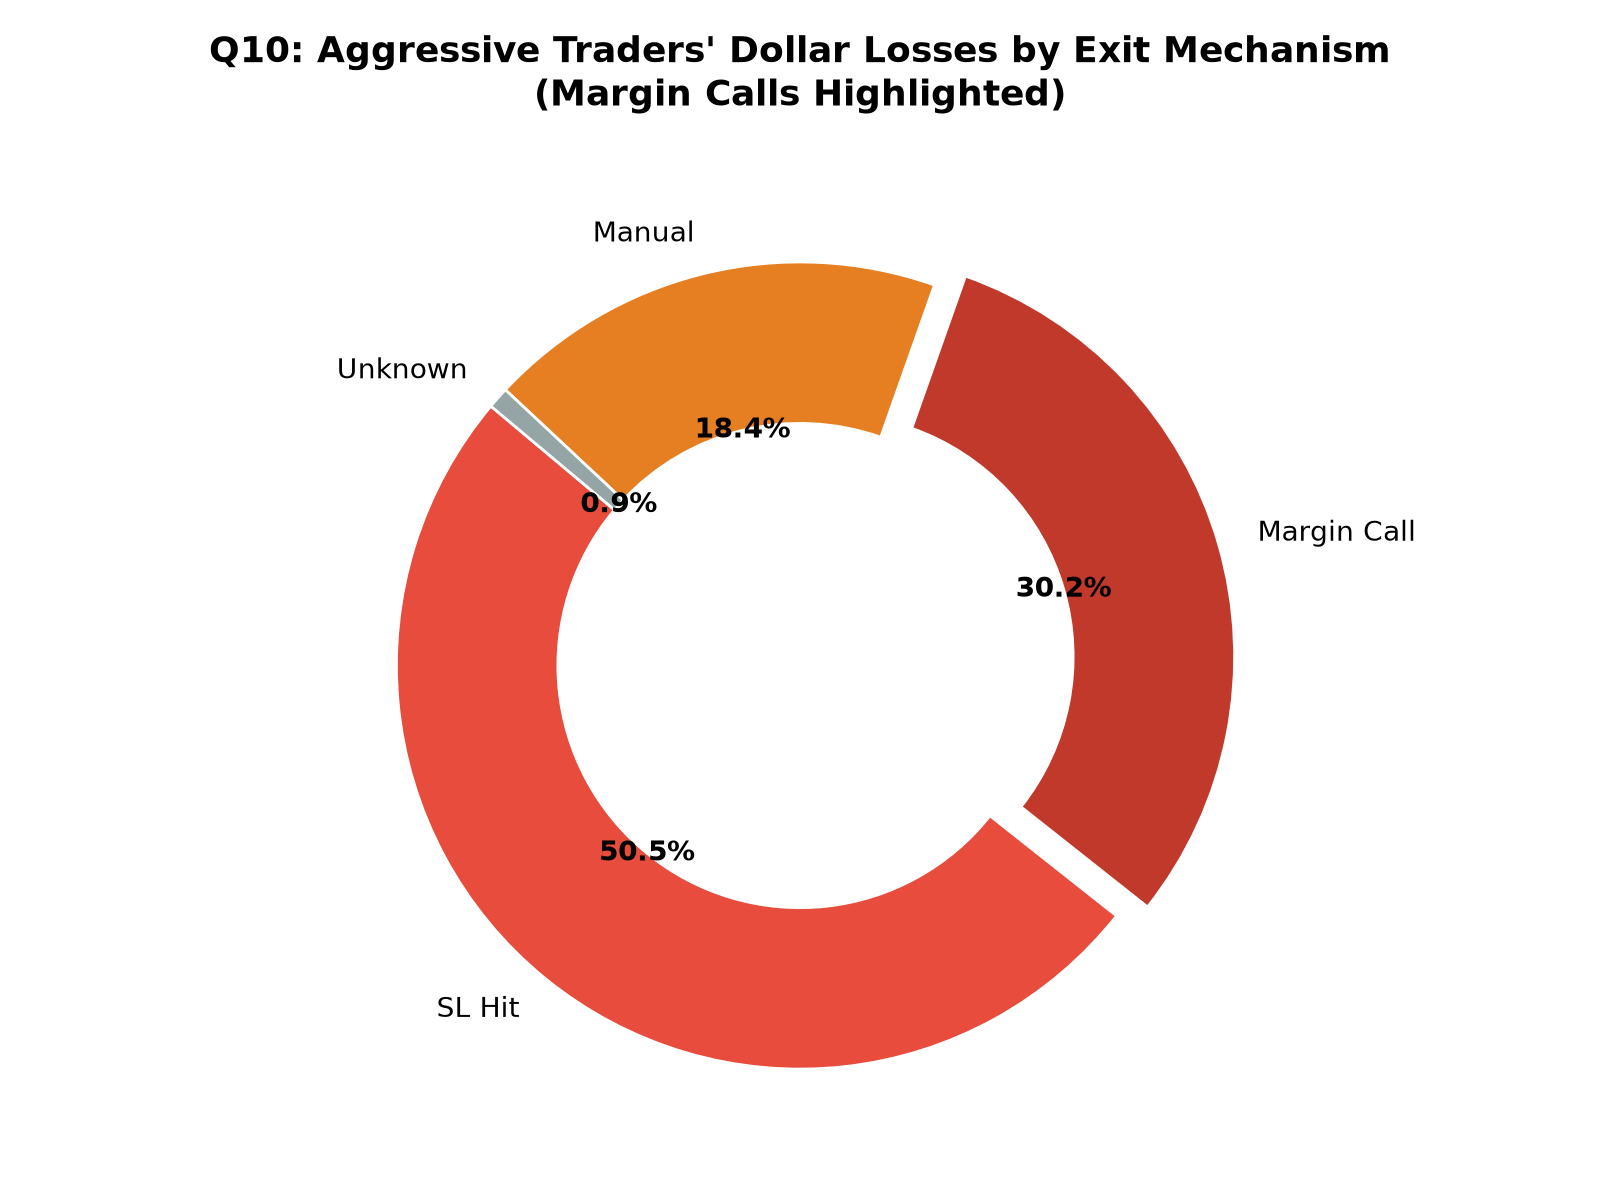 Q10: Aggressive Traders' Dollar Losses by Exit Mechanism
(Margin Calls Highlighted)
Manual
Unknown
18.4%
0.9%
Margin Call
30.2%
50.5%
SL Hit